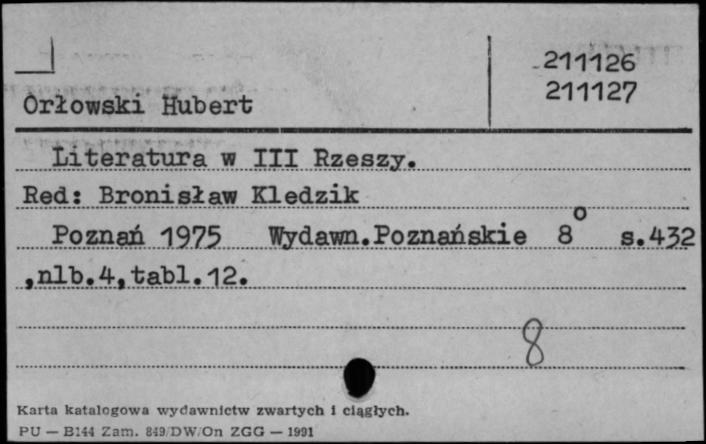 211126
211127
Orłowski Hubert
Literatura w III Rzeszy.
Red: Bronisław Kledzik
Poznań 1975 Wydawn.Poznańskie 8° s.432
,nlb.4,tabl.12.
8
Karta katalogowa wydawnictw zwartych i ciągłych.
PU — B144 Zam. 849/DW/On ZGG — 1991